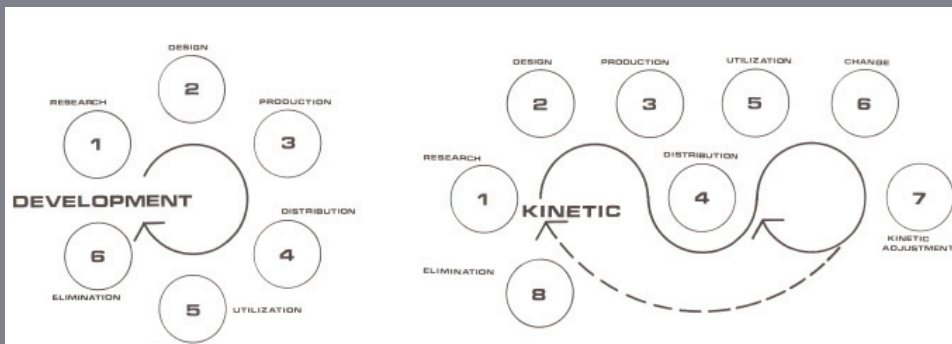 DESIGN
2
RESEARCH
1
PRODUCTION
3
DEVELOPMENT
DISTRIBUTION
4
6
ELIMINATION
5
UTILIZATION
DESIGN
2
PRODUCTION
3
UTILIZATION
5
CHANGE
6
RESEARCH
1
DISTRIBUTION
4
KINETIC
7
KINETIC
ADJUSTMENT
ELIMINATION
8